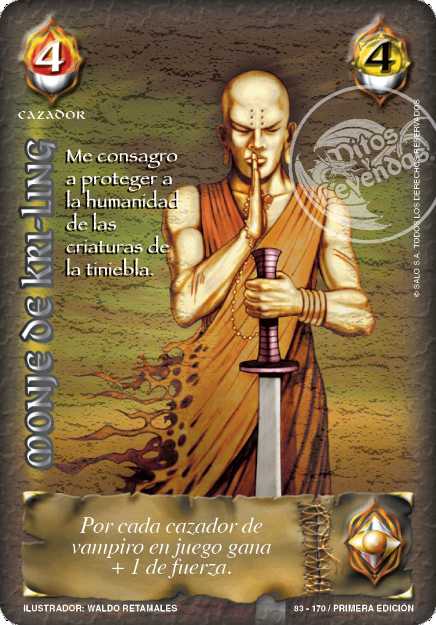 4
4
CAZADOR
MONJE DE KRI-LING
Me consagro
a proteger a
la humanidad
de las
criaturas de
la tiniebla.
Mitos
Leyendas
© SALO S.A. TODOS LOS DERECHOS RESERVADOS
Por cada cazador de
vampiro en juego gana
+ 1 de fuerza.
ILUSTRADOR: WALDO RETAMALES
83 - 170 / PRIMERA EDICIÓN